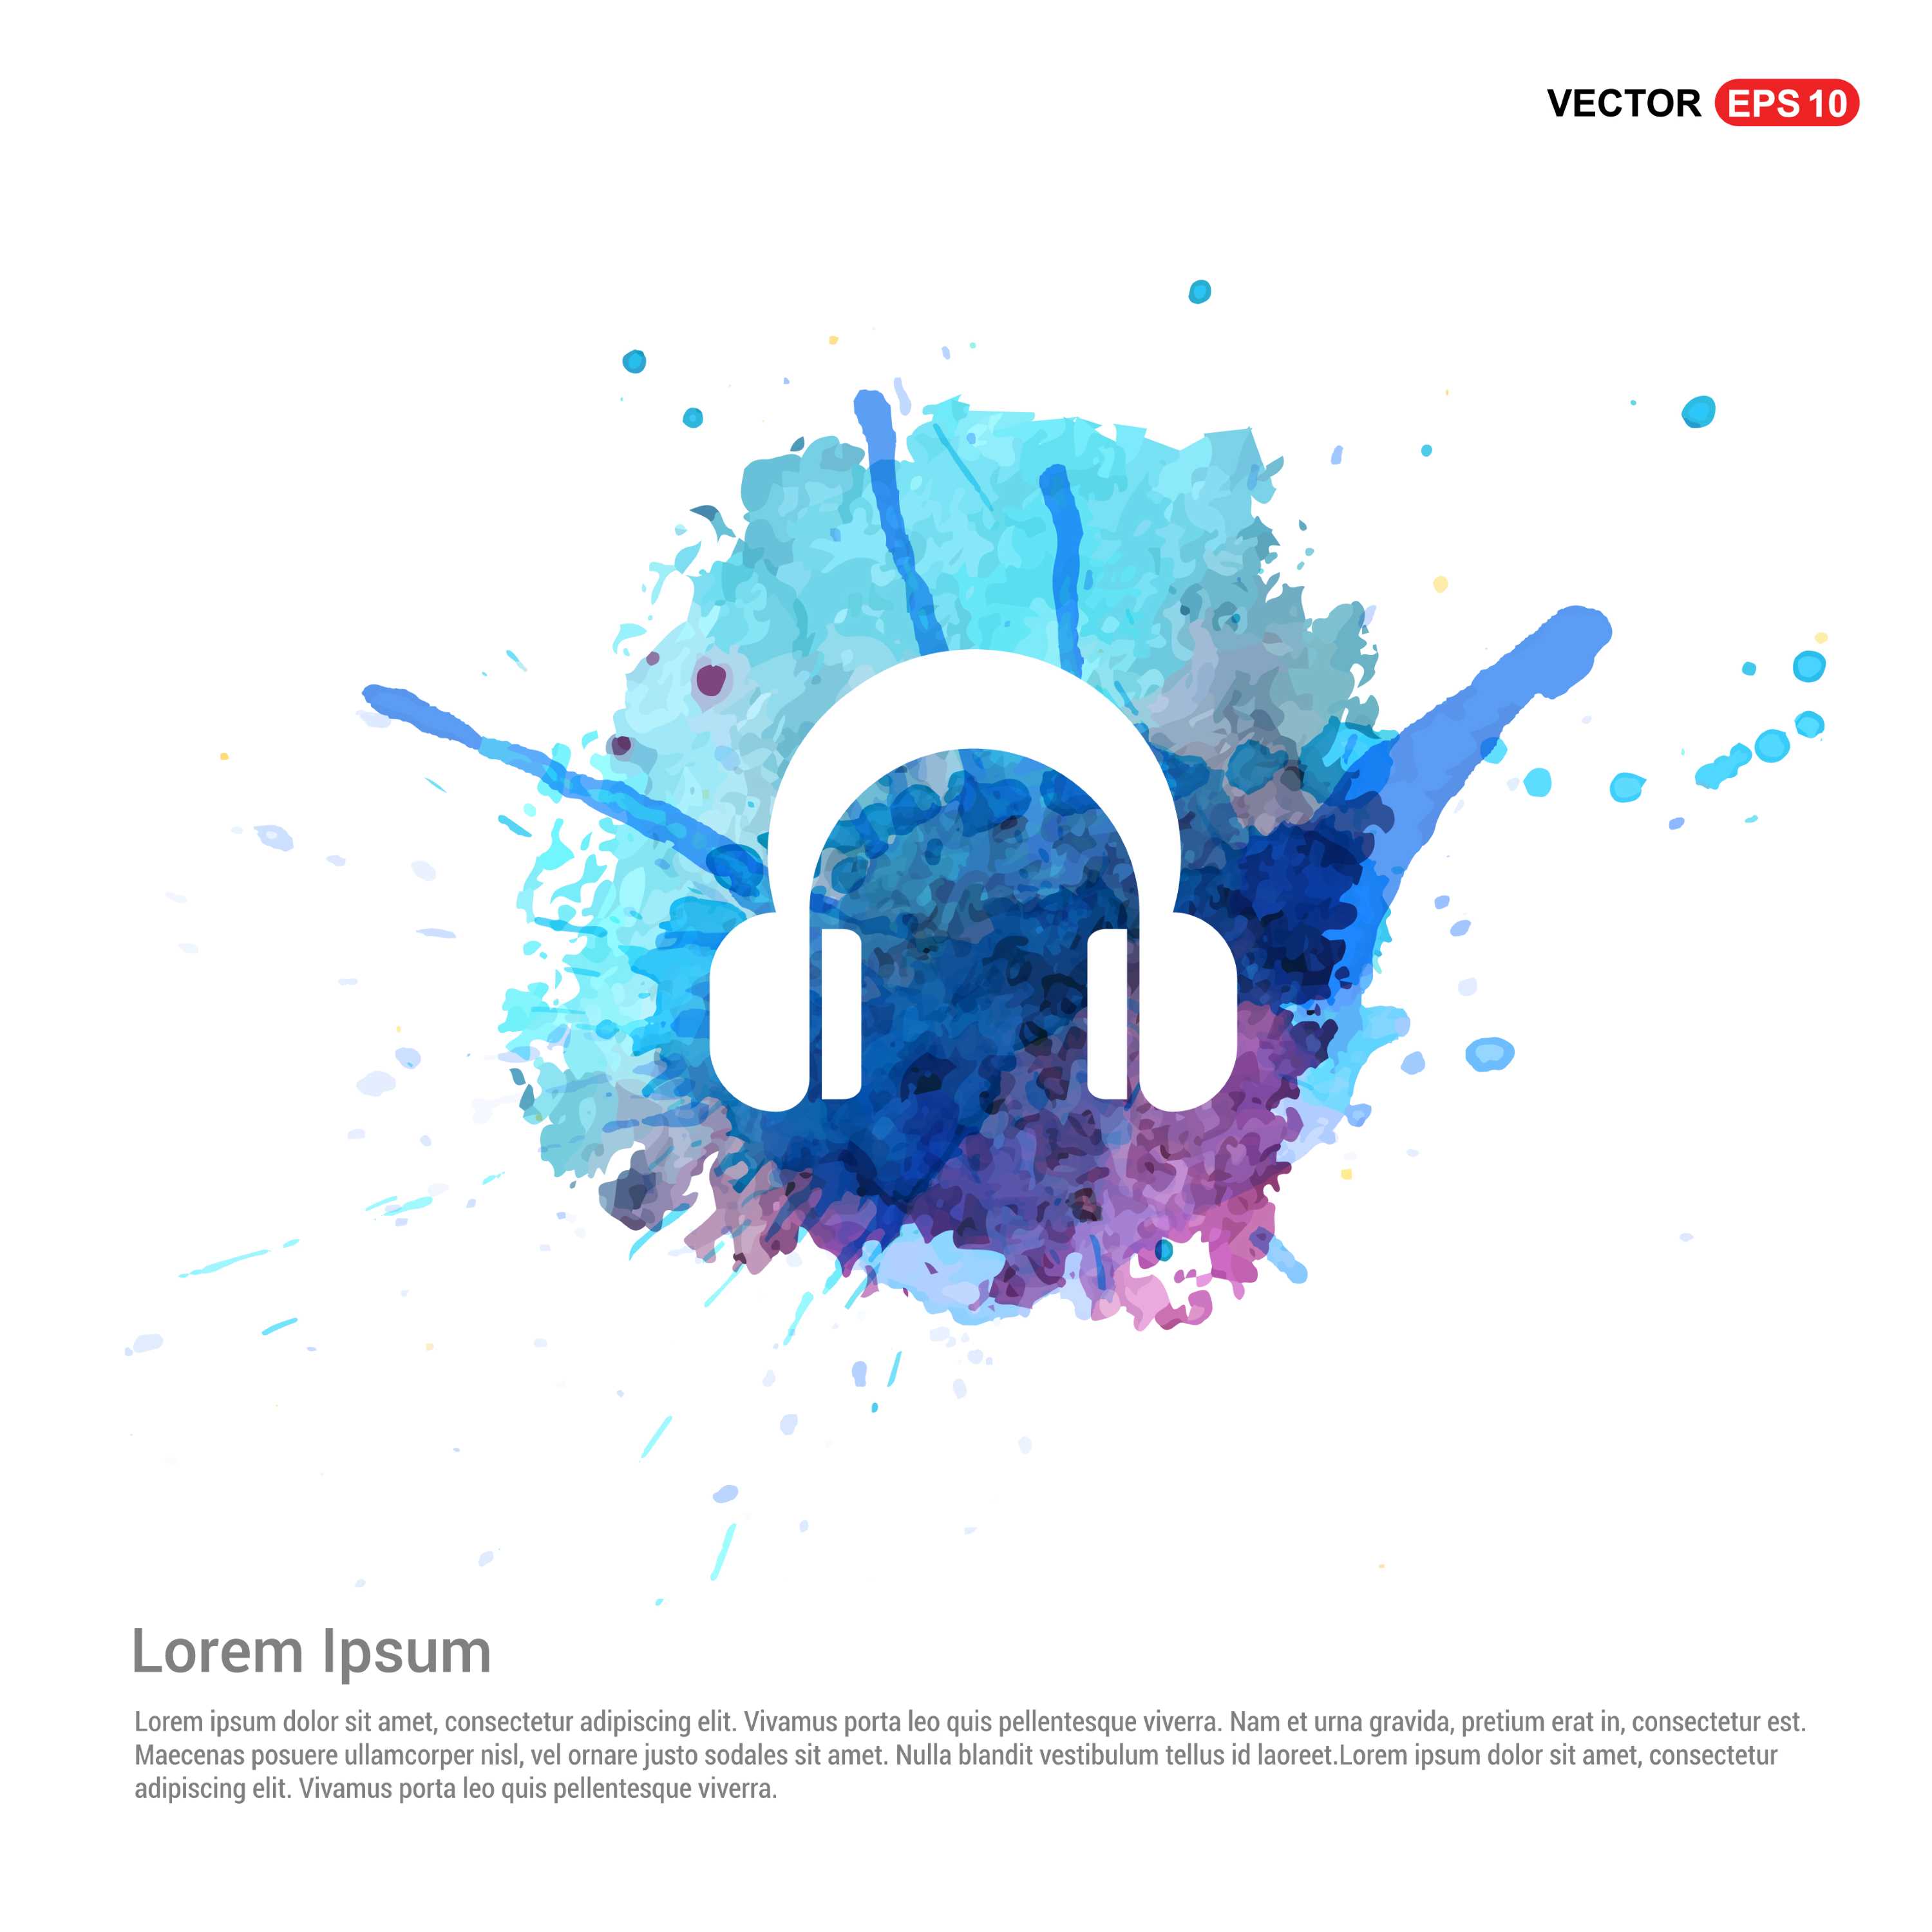 VECTOR EPS 10
Lorem Ipsum
Lorem ipsum dolor sit amet, consectetur adipiscing elit. Vivamus porta leo quis pellentesque viverra. Nam et urna gravida, pretium erat in, consectetur est.
Maecenas posuere ullamcorper nisl, vel ornare justo sodales sit amet. Nulla blandit vestibulum tellus id laoreet.Lorem ipsum dolor sit amet, consectetur
adipiscing elit. Vivamus porta leo quis pellentesque viverra.